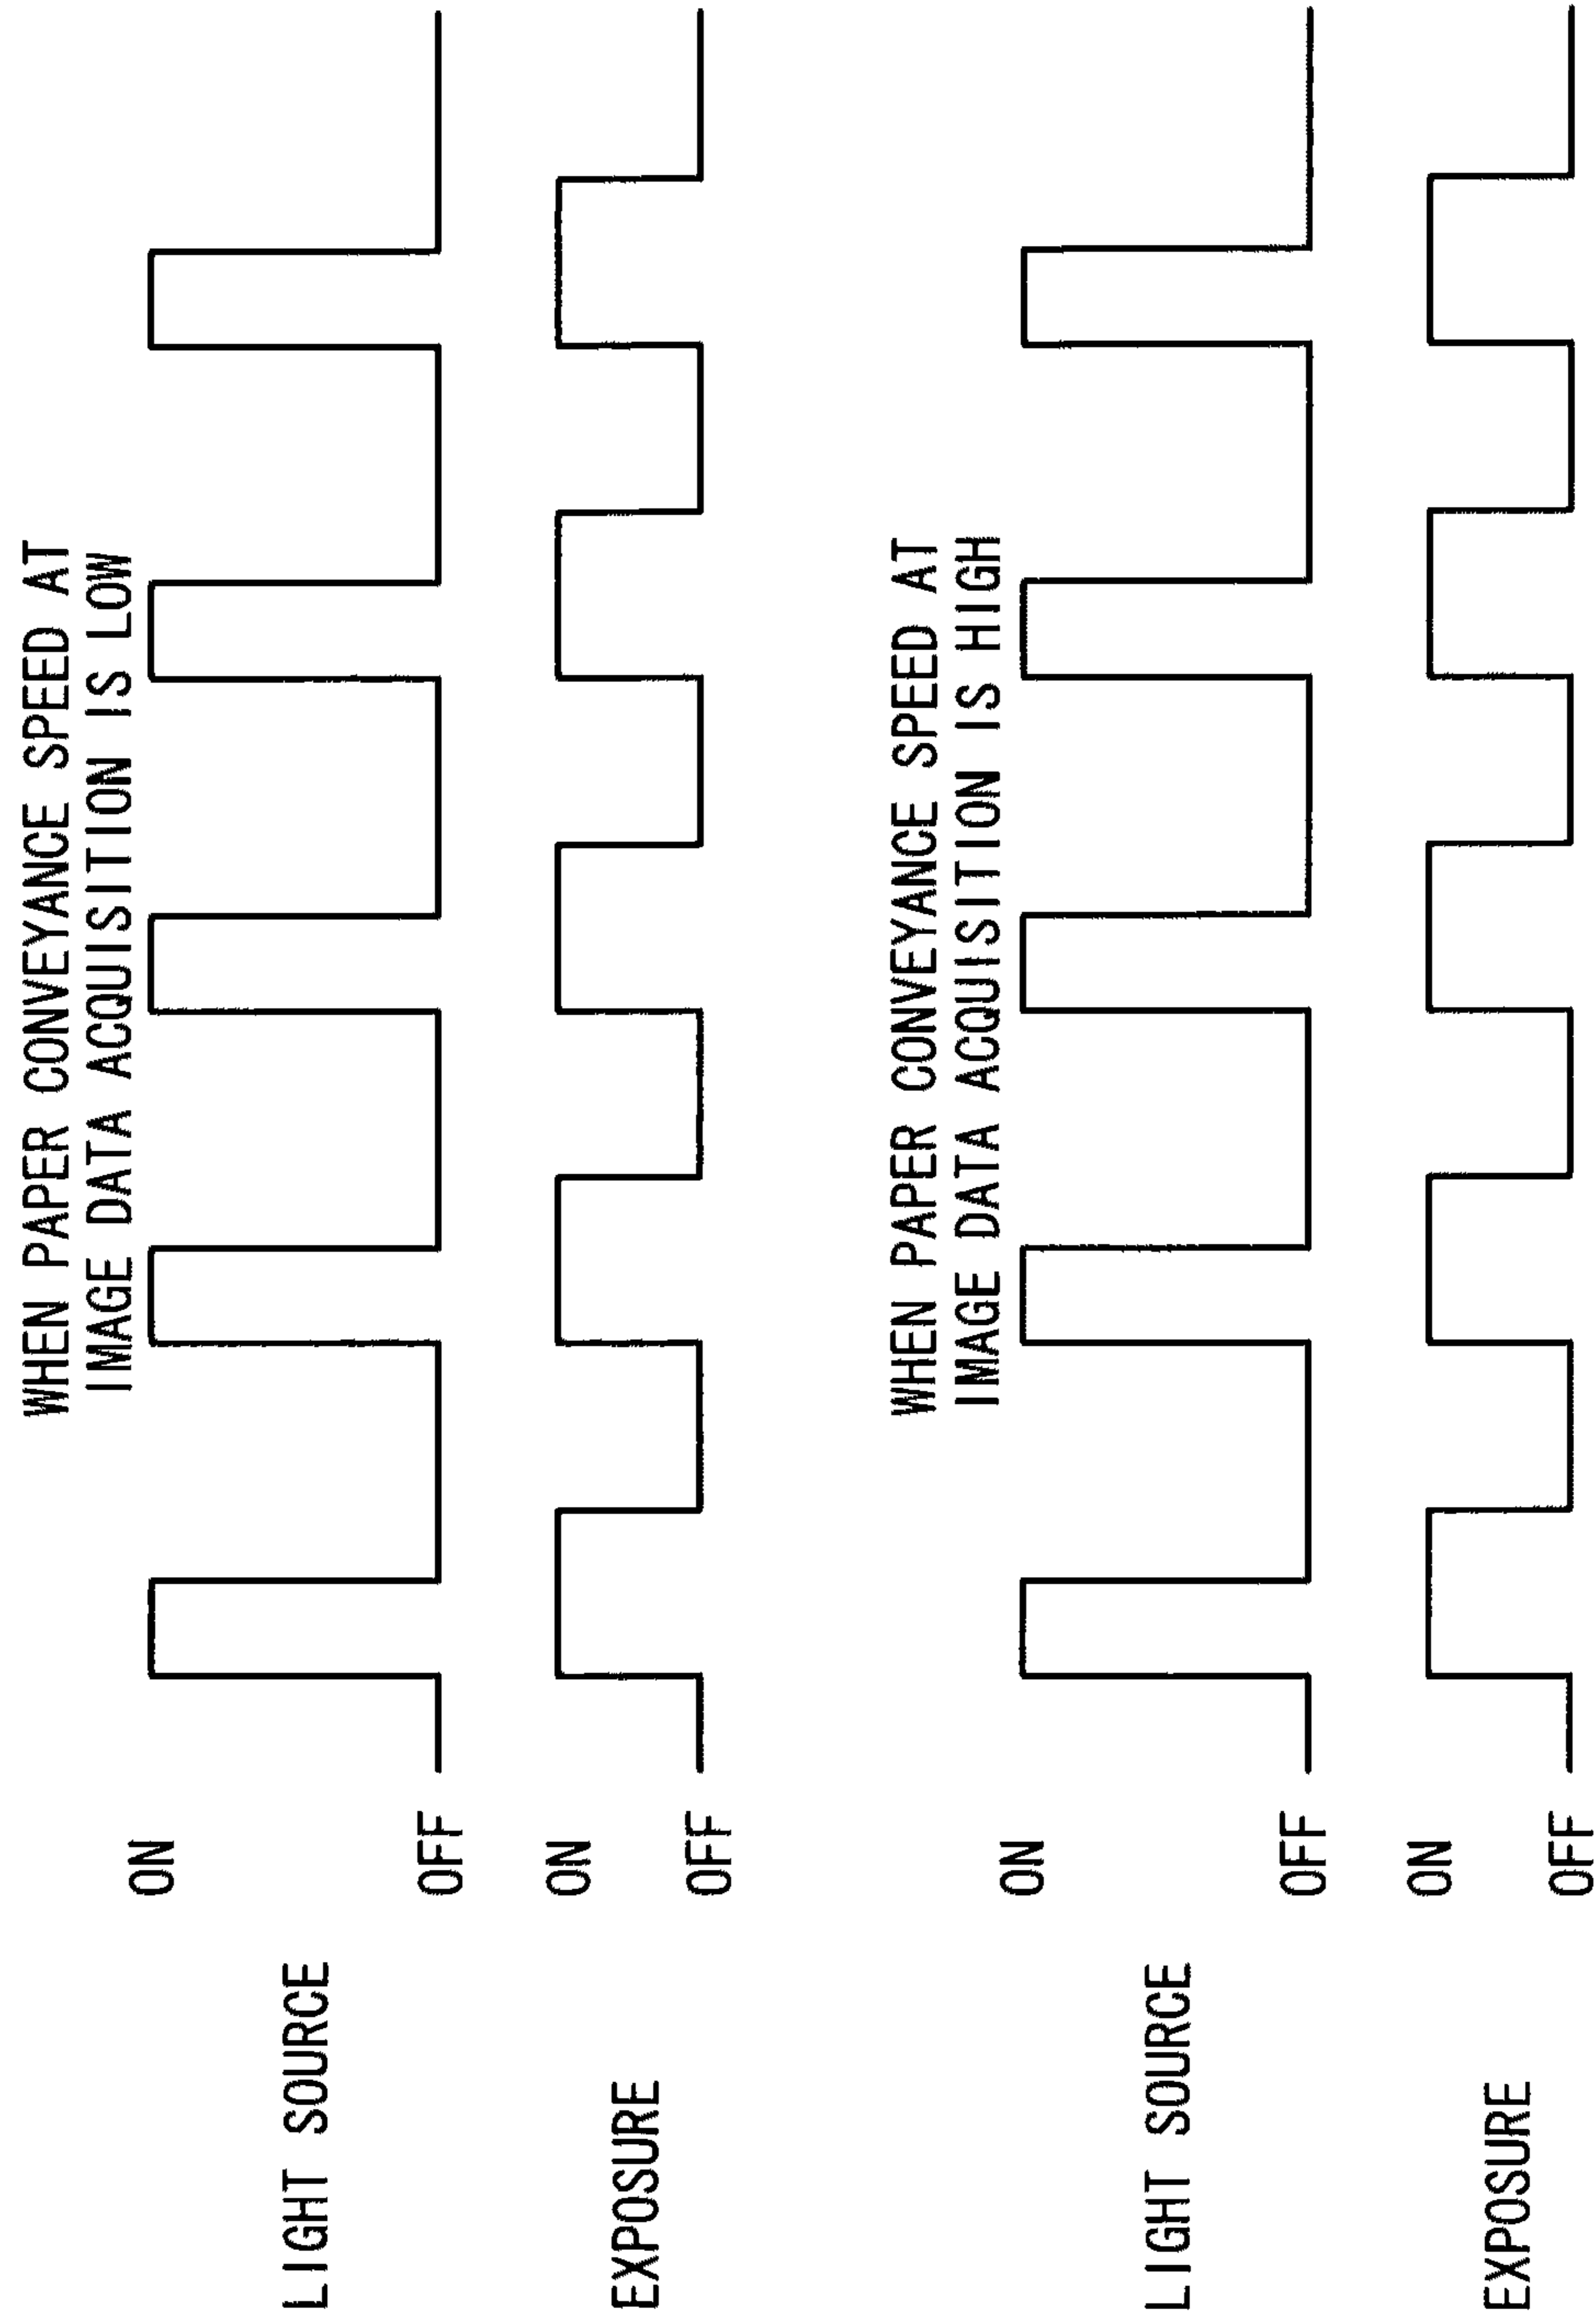 WHEN PAPER CONVEYANCE SPEED AT
IMAGE DATA ACQUISITION IS LOW
ON
LIGHT SOURCE
OFF
ON
EXPOSURE
OFF
WHEN PAPER CONVEYANCE SPEED AT
IMAGE DATA ACQUISITION IS HIGH
ON
LIGHT SOURCE
OFF
ON
EXPOSURE
OFF